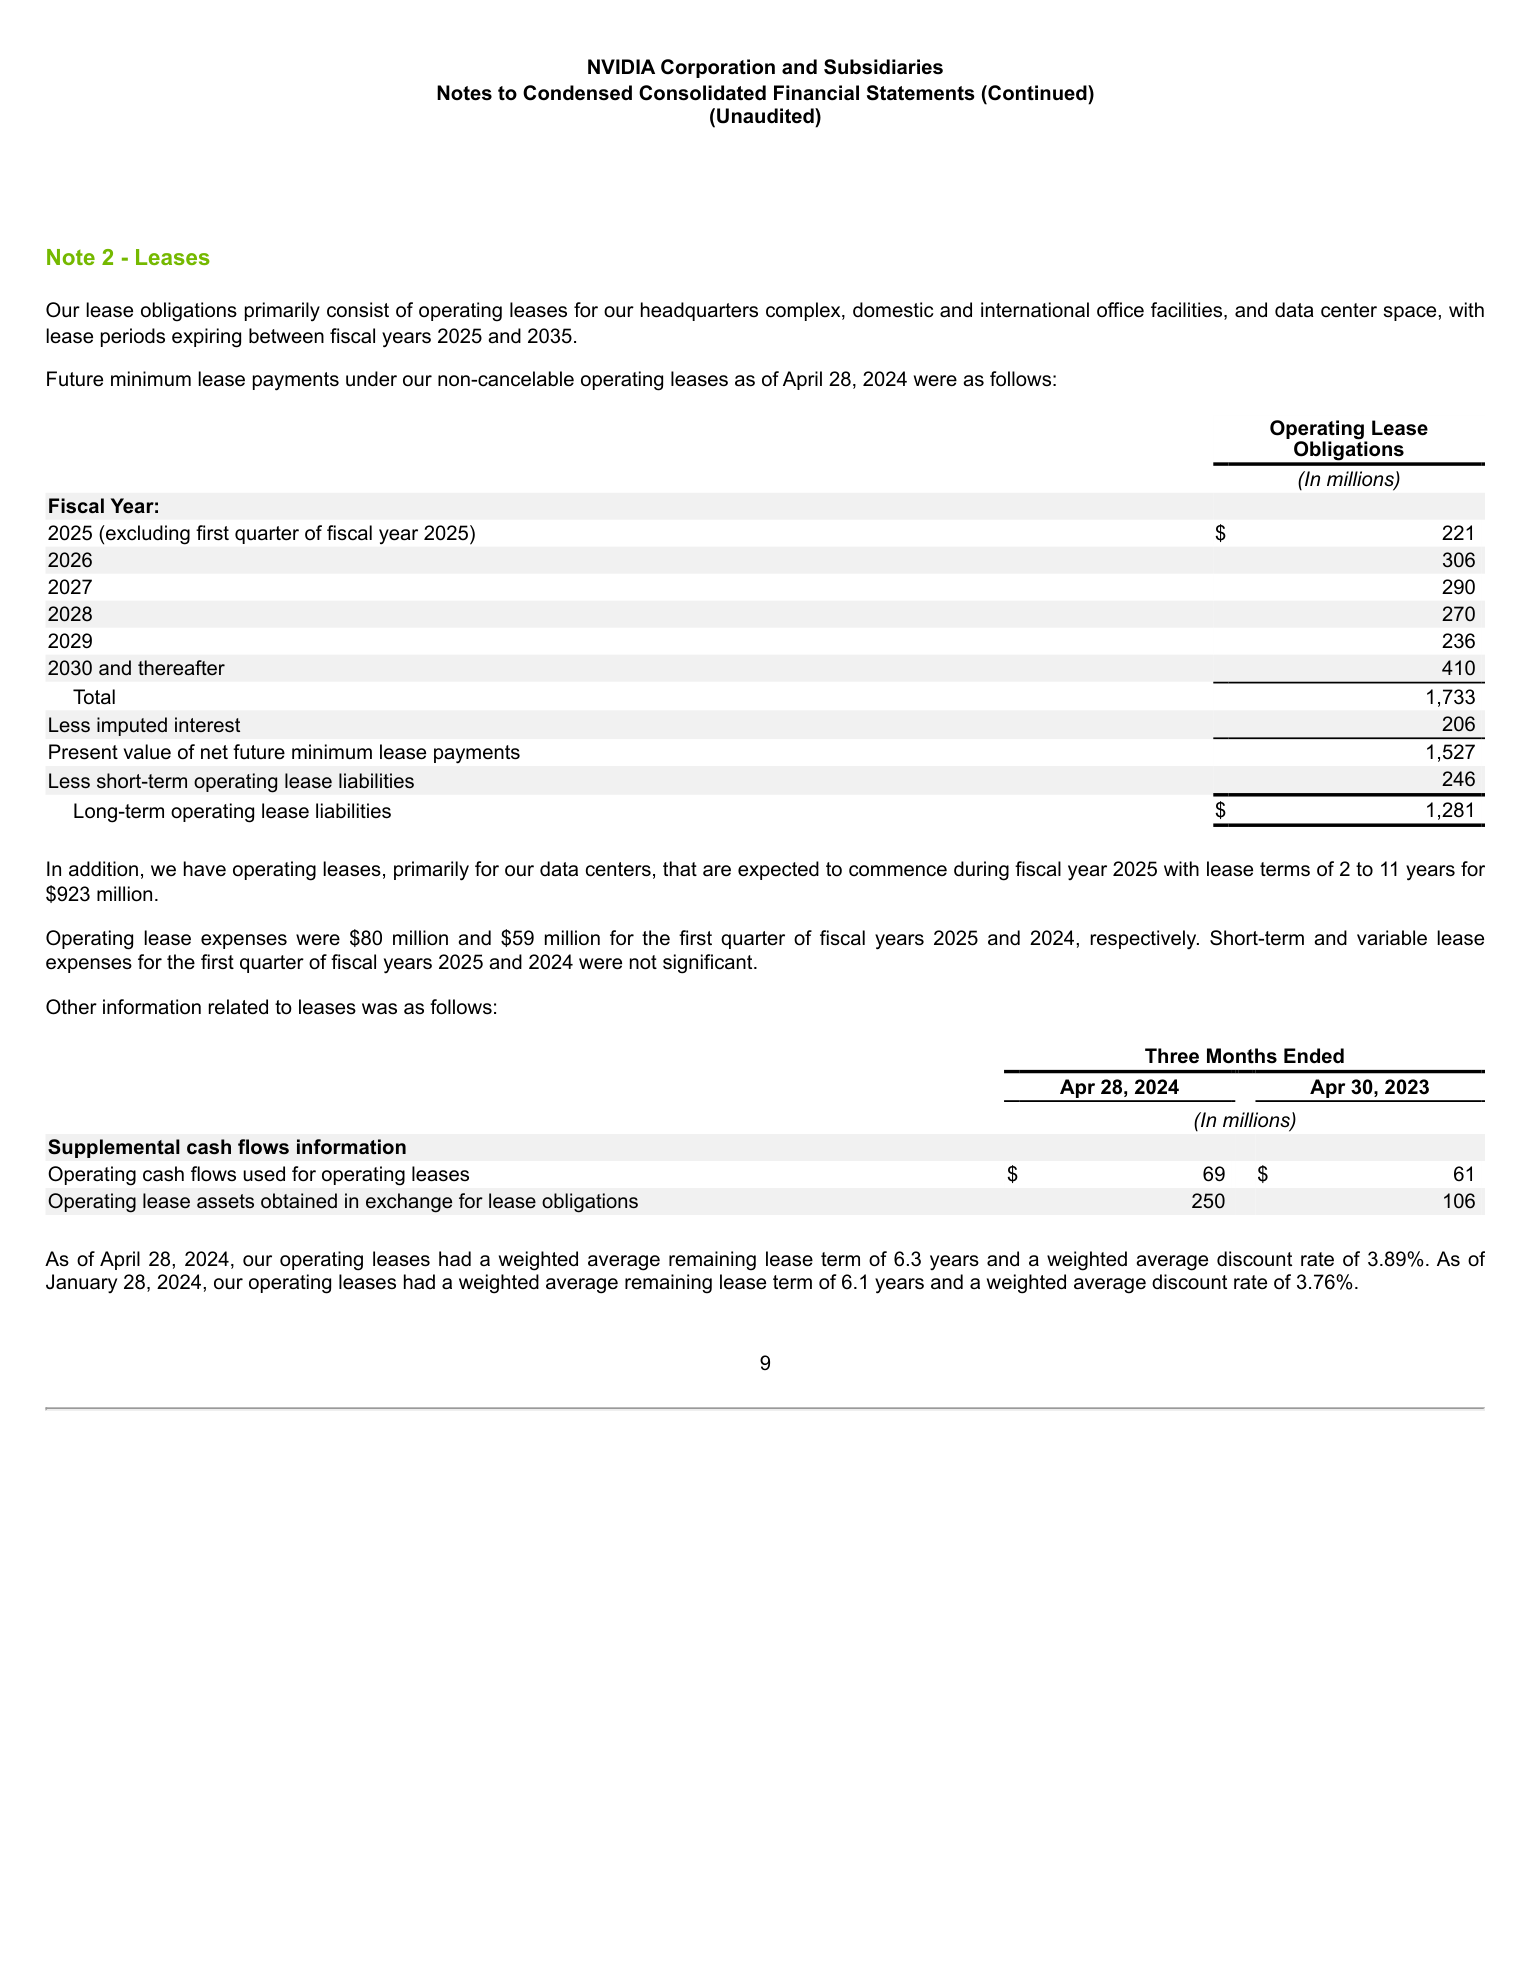 NVIDIA Corporation and Subsidiaries
Notes to Condensed Consolidated Financial Statements (Continued)
(Unaudited)
Note 2 - Leases
Our lease obligations primarily consist of operating leases for our headquarters complex, domestic and international office facilities, and data center space, with
lease periods expiring between fiscal years 2025 and 2035.
Future minimum lease payments under our non-cancelable operating leases as of April 28, 2024 were as follows:
Operating Lease
Obligations
(In millions)
Fiscal Year:
2025 (excluding first quarter of fiscal year 2025) $ 221
2026 306
2027 290
2028 270
2029 236
2030 and thereafter 410
Total 1,733
Less imputed interest 206
Present value of net future minimum lease payments 1,527
Less short-term operating lease liabilities 246
Long-term operating lease liabilities $ 1,281
In addition, we have operating leases, primarily for our data centers, that are expected to commence during fiscal year 2025 with lease terms of 2 to 11 years for
$923 million.
Operating lease expenses were $80 million and $59 million for the first quarter of fiscal years 2025 and 2024, respectively. Short-term and variable lease
expenses for the first quarter of fiscal years 2025 and 2024 were not significant.
Other information related to leases was as follows:
Three Months Ended
Apr 28, 2024 Apr 30, 2023
(In millions)
Supplemental cash flows information
Operating cash flows used for operating leases $ 69 $ 61
Operating lease assets obtained in exchange for lease obligations 250 106
As of April 28, 2024, our operating leases had a weighted average remaining lease term of 6.3 years and a weighted average discount rate of 3.89%. As of
January 28, 2024, our operating leases had a weighted average remaining lease term of 6.1 years and a weighted average discount rate of 3.76%.
9